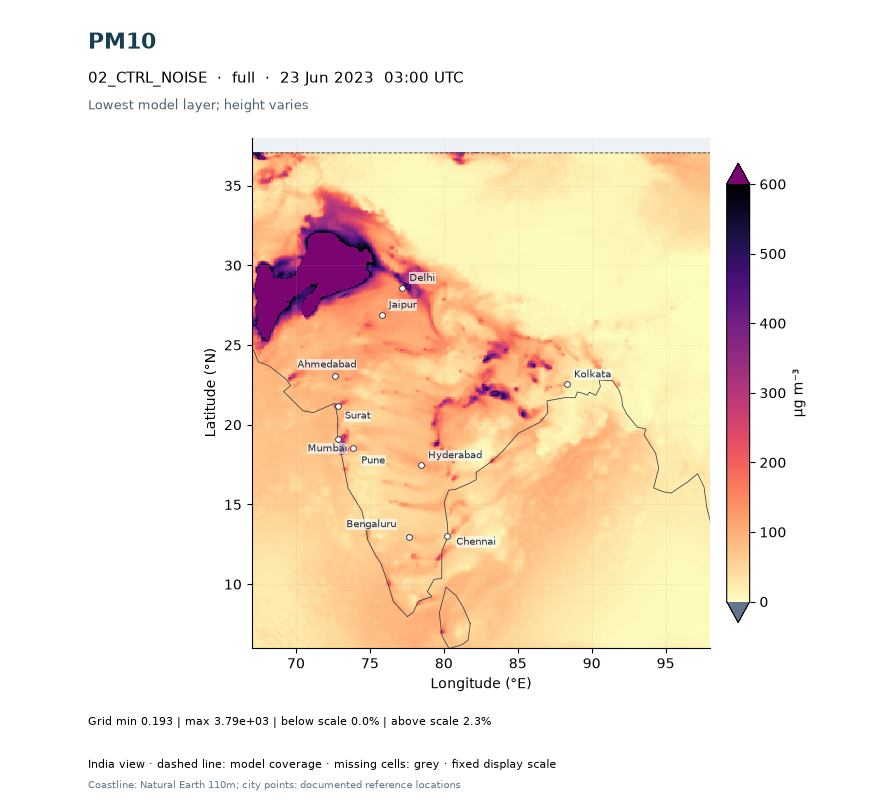 PM10
02_CTRL_NOISE · full · 23 Jun 2023 03:00 UTC
Lowest model layer; height varies
35
30
25
20
15
10
Latitude (°N)
70
75
80
85
90
95
Longitude (°E)
Delhi
Jaipur
Ahmedabad
Kolkata
Surat
Mumbai
Pune
Hyderabad
Bengaluru
Chennai
600
500
400
300
200
100
0
µg m⁻³
Grid min 0.193 | max 3.79e+03 | below scale 0.0% | above scale 2.3%
India view · dashed line: model coverage · missing cells: grey · fixed display scale
Coastline: Natural Earth 110m; city points: documented reference locations